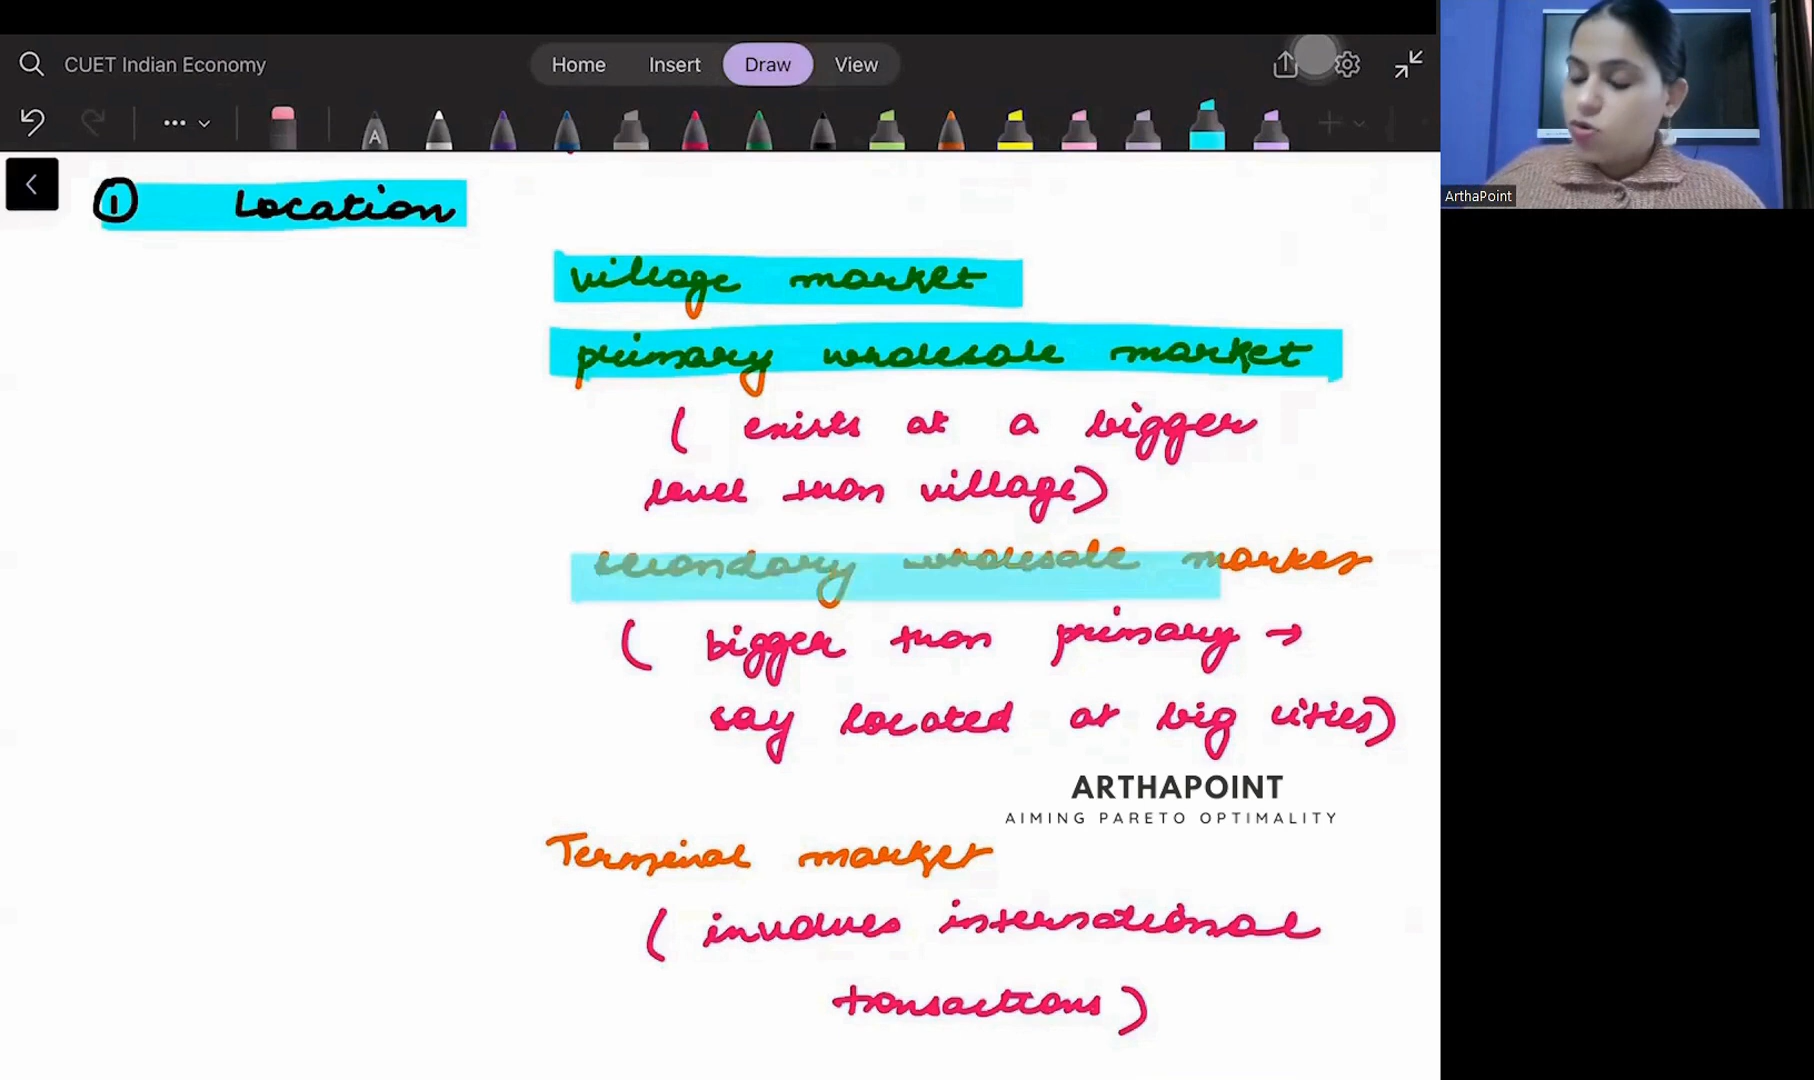 CUET Indian Economy
Home Insert Draw View
A
ArthaPoint
1 Location
village market
primary wholesale market
( exists at a bigger
level than village)
secondary wholesale market
( bigger than primary →
say located at big cities)
ARTHAPOINT
AIMING PARETO OPTIMALITY
Terminal market
( involves international
transactions )